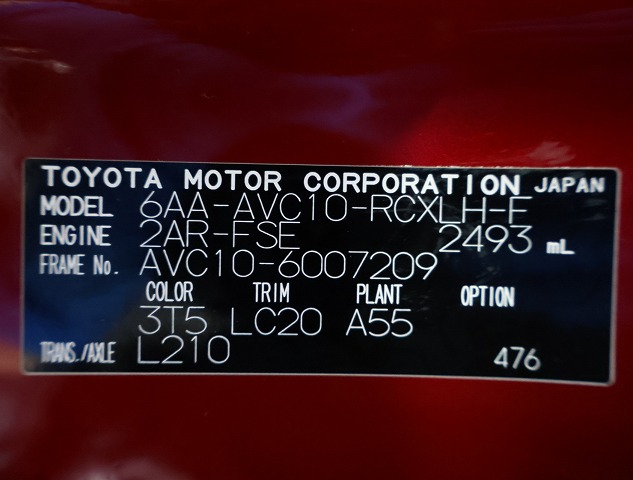 TOYOTA MOTOR CORPORATION JAPAN
MODEL 6AA-AVC10-RCXLH-F
ENGINE 2AR-FSE 2493 mL
FRAME No. AVC10-6007209
COLOR TRIM PLANT OPTION
3T5 LC20 A55
TRANS./AXLE L210 476